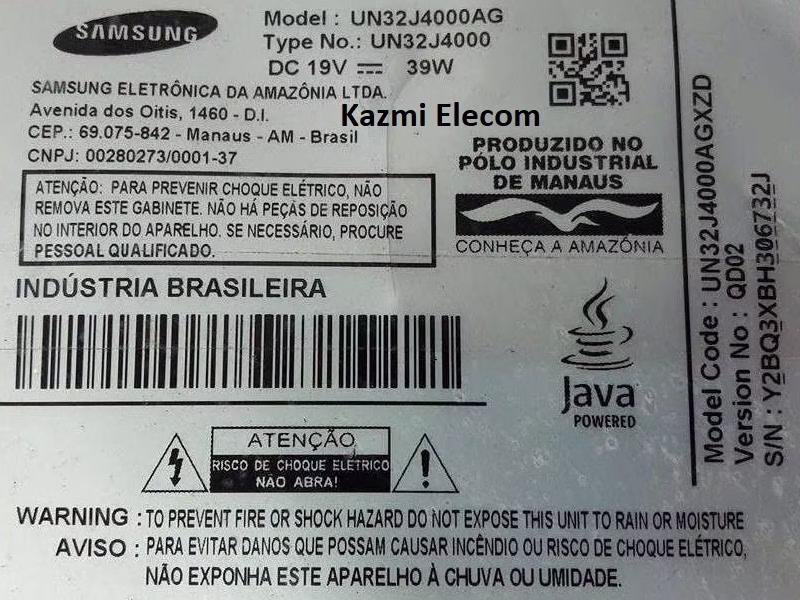 SAMSUNG
Model : UN32J4000AG
Type No.: UN32J4000
DC 19V ⎓ 39W
SAMSUNG ELETRÔNICA DA AMAZÔNIA LTDA.
Avenida dos Oitis, 1460 - D.I.
CEP.: 69.075-842 - Manaus - AM - Brasil
CNPJ: 00280273/0001-37
Kazmi Elecom
PRODUZIDO NO
PÓLO INDUSTRIAL
DE MANAUS
CONHEÇA A AMAZÔNIA
ATENÇÃO: PARA PREVENIR CHOQUE ELÉTRICO, NÃO
REMOVA ESTE GABINETE. NÃO HÁ PEÇAS DE REPOSIÇÃO
NO INTERIOR DO APARELHO. SE NECESSÁRIO, PROCURE
PESSOAL QUALIFICADO.
INDÚSTRIA BRASILEIRA
Java
POWERED
Model Code : UN32J4000AGXZD
Version No : QD02
S/N : Y2BQ3XBH306732J
ATENÇÃO
RISCO DE CHOQUE ELÉTRICO
NÃO ABRA!
WARNING : TO PREVENT FIRE OR SHOCK HAZARD DO NOT EXPOSE THIS UNIT TO RAIN OR MOISTURE
AVISO : PARA EVITAR DANOS QUE POSSAM CAUSAR INCÊNDIO OU RISCO DE CHOQUE ELÉTRICO,
NÃO EXPONHA ESTE APARELHO À CHUVA OU UMIDADE.